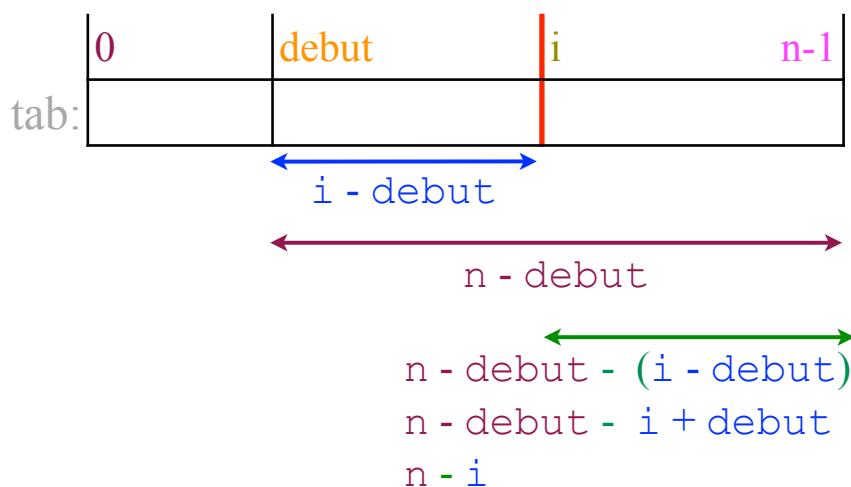 0 debut i n-1
tab:
i - debut
n - debut
n - debut - (i - debut)
n - debut - i + debut
n - i